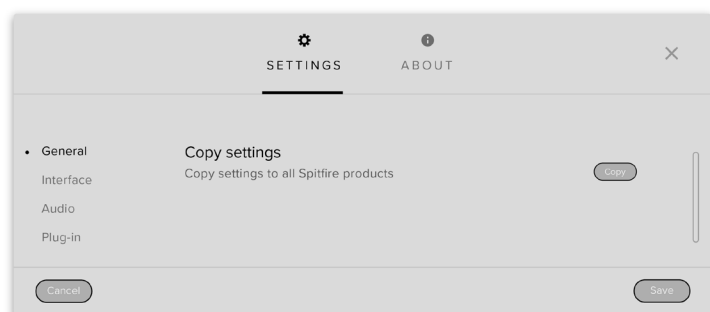 SETTINGS
ABOUT
General
Interface
Audio
Plug-in
Copy settings
Copy settings to all Spitfire products
Copy
Cancel
Save